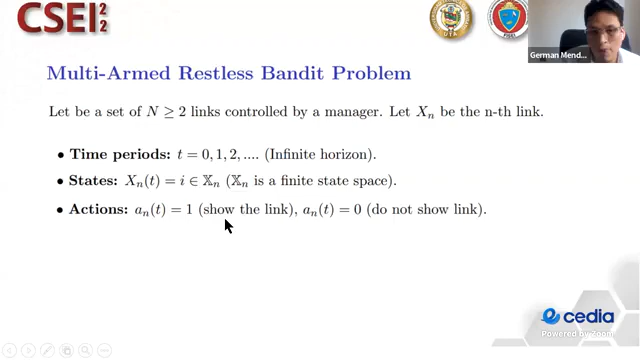 CSEI 2 2
UTA
FISEI
German Mend...
Multi-Armed Restless Bandit Problem
Let be a set of N ≥ 2 links controlled by a manager. Let Xₙ be the n-th link.
• Time periods: t = 0, 1, 2, .... (Infinite horizon).
• States: Xₙ(t) = i ∈ 𝕏ₙ (𝕏ₙ is a finite state space).
• Actions: aₙ(t) = 1 (show the link), aₙ(t) = 0 (do not show link).
cedia
Powered by Zoom